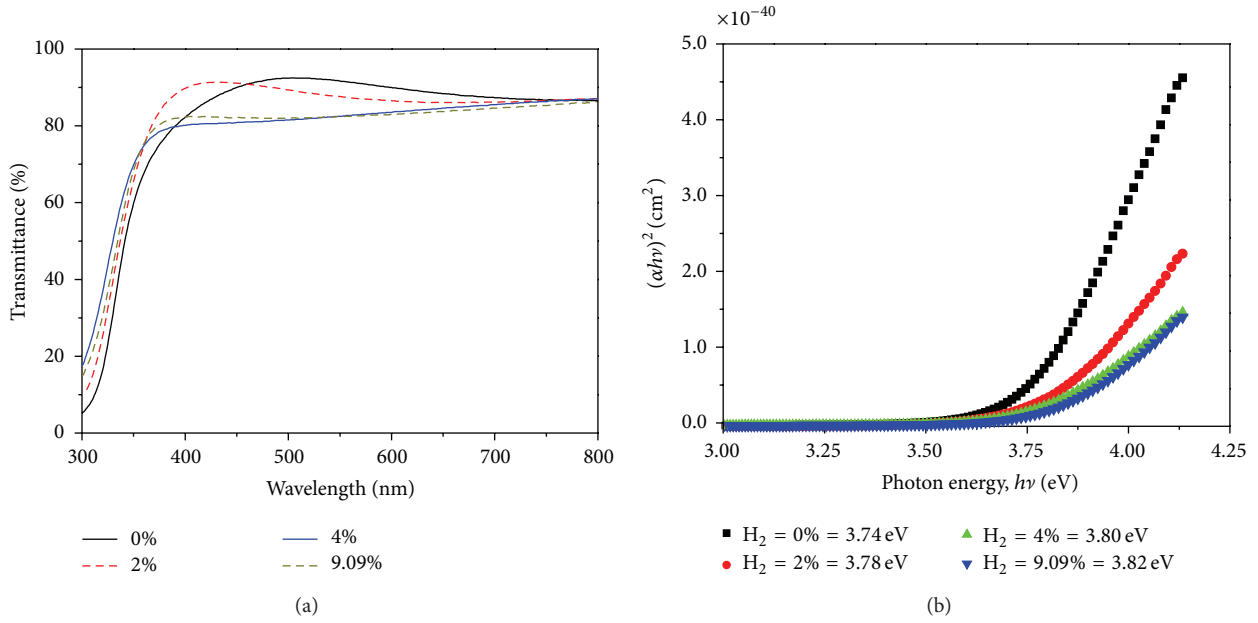 100
80
60
40
20
0
Transmittance (%)
300
400
500
600
700
800
Wavelength (nm)
0%
2%
4%
9.09%
(a)
×10−40
5.0
4.0
3.0
2.0
1.0
0.0
(αhν)2 (cm2)
3.00
3.25
3.50
3.75
4.00
4.25
Photon energy, hν (eV)
H2 = 0% = 3.74 eV
H2 = 2% = 3.78 eV
H2 = 4% = 3.80 eV
H2 = 9.09% = 3.82 eV
(b)